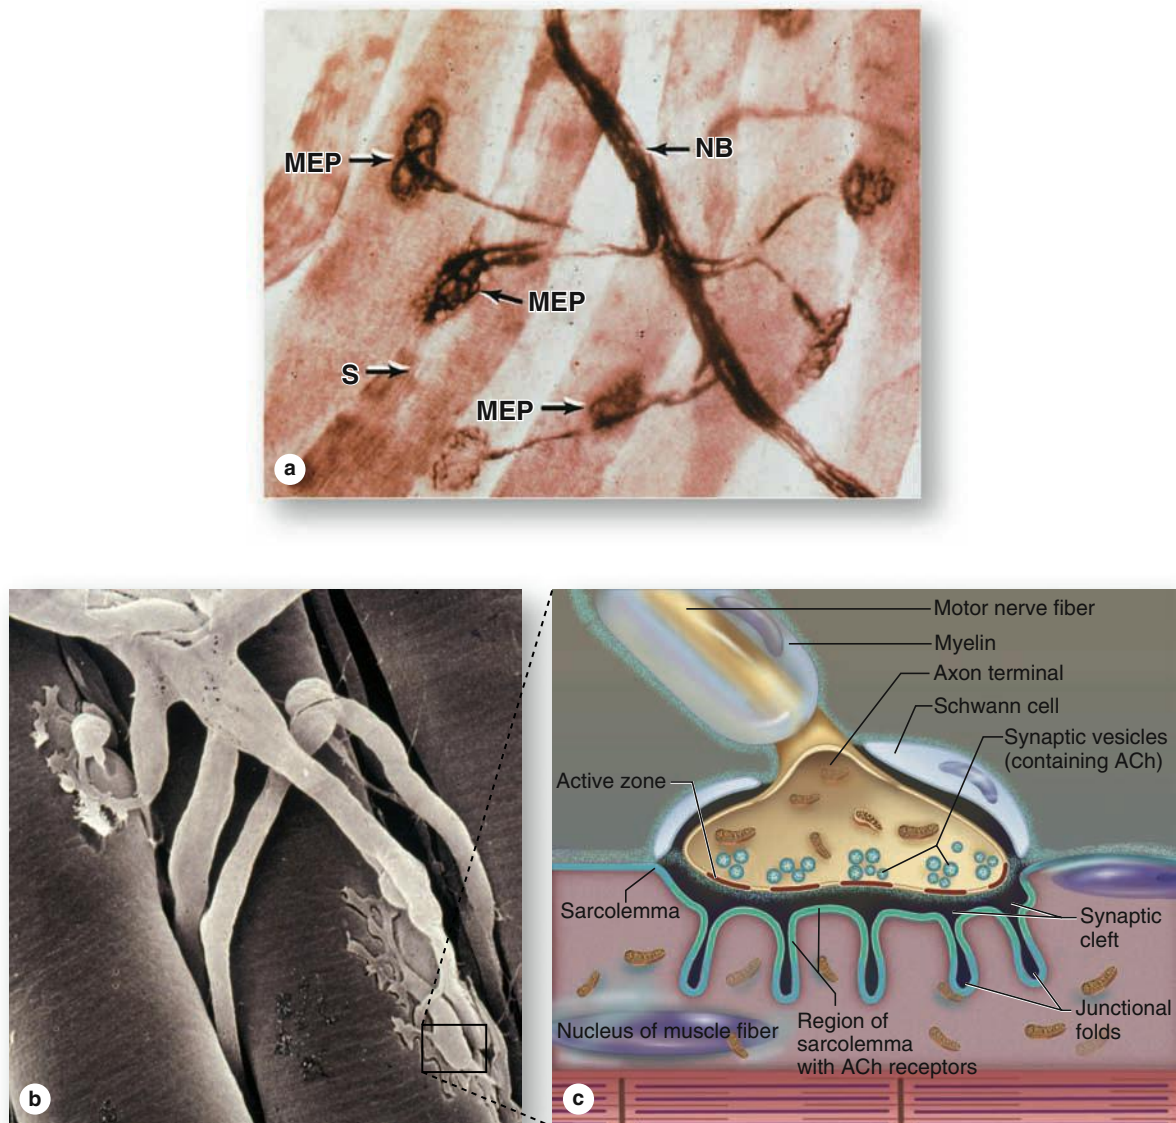 MEP
NB
MEP
S
MEP
a
Motor nerve fiber
Myelin
Axon terminal
Schwann cell
Synaptic vesicles
(containing ACh)
Active zone
Sarcolemma
Synaptic
cleft
Junctional
folds
Nucleus of muscle fiber
Region of
sarcolemma
with ACh receptors
b
c